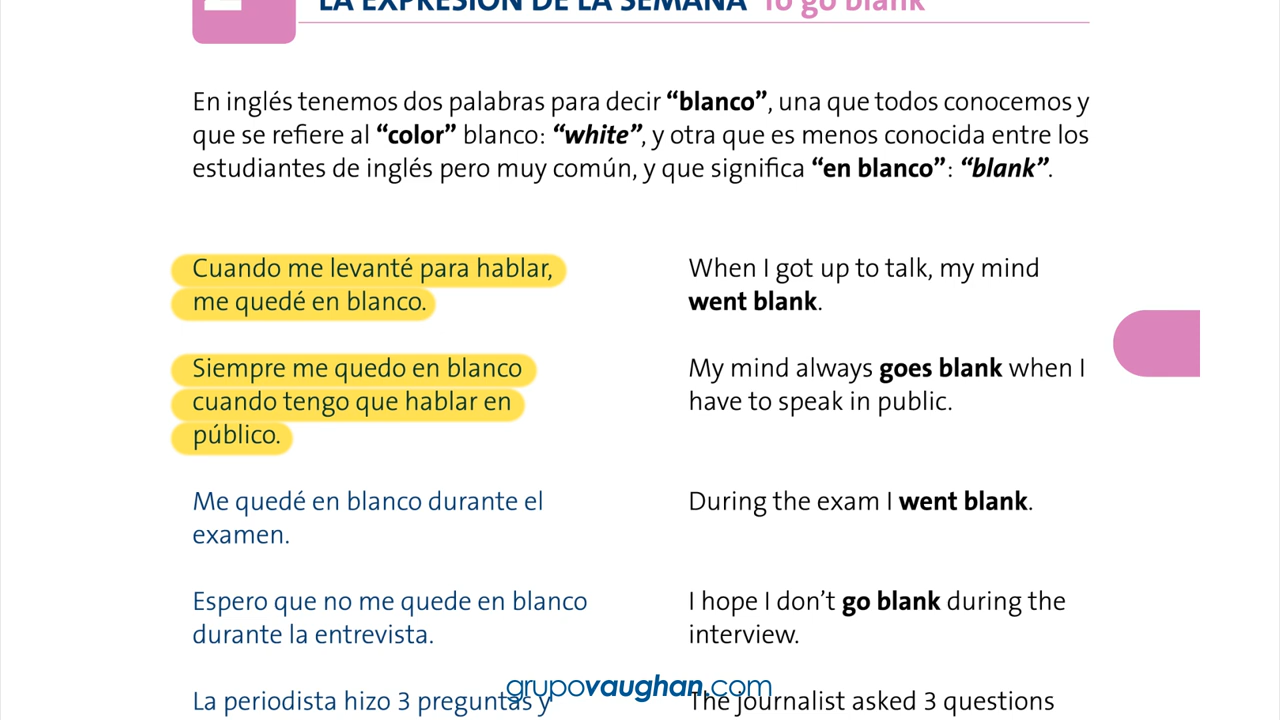 LA EXPRESIÓN DE LA SEMANA To go blank
En inglés tenemos dos palabras para decir “blanco”, una que todos conocemos y
que se refiere al “color” blanco: “white”, y otra que es menos conocida entre los
estudiantes de inglés pero muy común, y que significa “en blanco”: “blank”.
Cuando me levanté para hablar,
me quedé en blanco.
When I got up to talk, my mind
went blank.
Siempre me quedo en blanco
cuando tengo que hablar en
público.
My mind always goes blank when I
have to speak in public.
Me quedé en blanco durante el
examen.
During the exam I went blank.
Espero que no me quede en blanco
durante la entrevista.
I hope I don’t go blank during the
interview.
La periodista hizo 3 preguntas y
The journalist asked 3 questions
grupovaughan.com